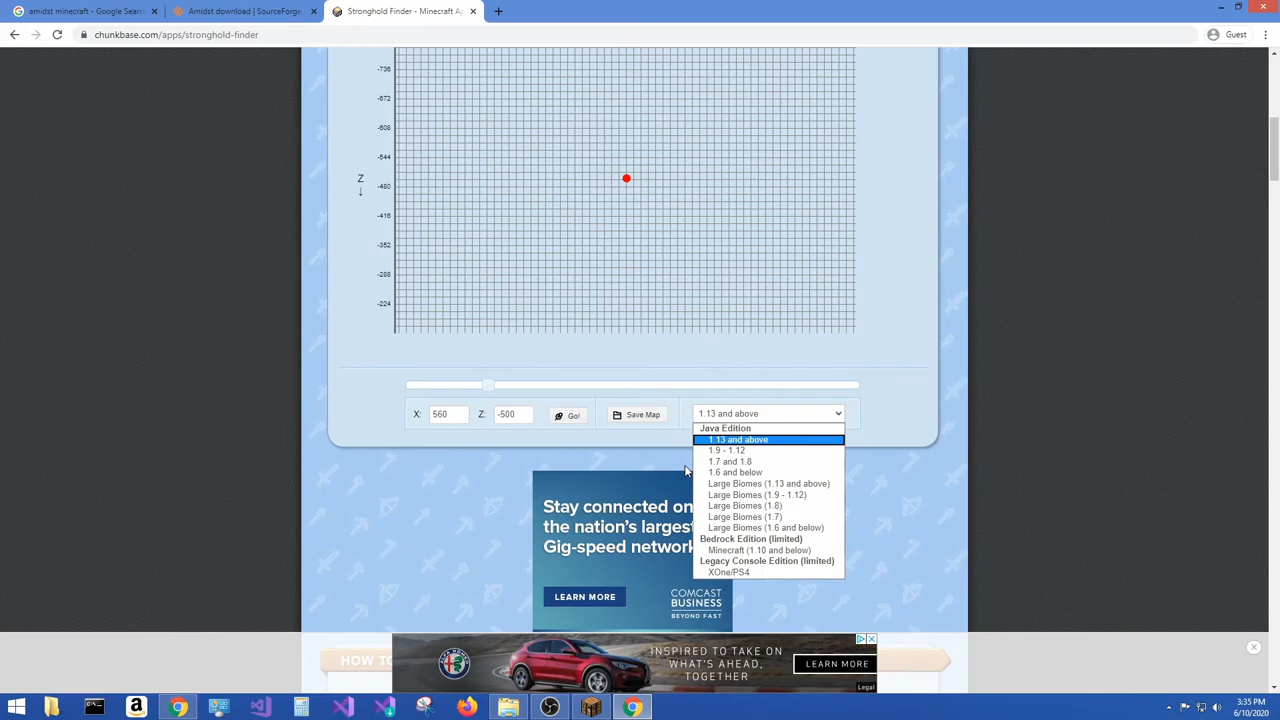 amidst minecraft - Google Searc
Amidst download | SourceForge.
Stronghold Finder - Minecraft Ap
chunkbase.com/apps/stronghold-finder
Guest
-736
-672
-608
-544
Z
↓
-480
-416
-352
-288
-224
X:
560
Z:
-500
Go!
Save Map
1.13 and above
Java Edition
1.13 and above
1.9 - 1.12
1.7 and 1.8
1.6 and below
Large Biomes (1.13 and above)
Large Biomes (1.9 - 1.12)
Large Biomes (1.8)
Large Biomes (1.7)
Large Biomes (1.6 and below)
Bedrock Edition (limited)
Minecraft (1.10 and below)
Legacy Console Edition (limited)
XOne/PS4
Stay connected on
the nation's largest
Gig-speed network
LEARN MORE
COMCAST
BUSINESS
BEYOND FAST
HOW TO
INSPIRED TO TAKE ON
WHAT'S AHEAD,
TOGETHER
LEARN MORE
Legal
3:35 PM
6/10/2020